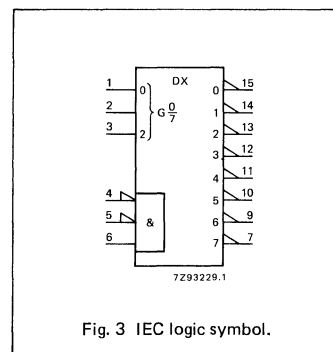 DX
1 0 0 15
2 G 0/7 1 14
3 2 2 13
3 12
4 11
4 5 10
5 & 6 9
6 7 7
7Z93229.1
Fig. 3 IEC logic symbol.